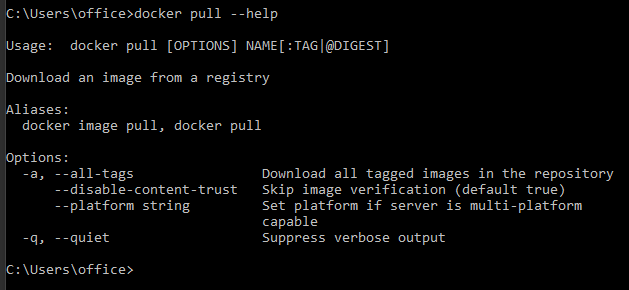 C:\Users\office>docker pull --help
Usage:  docker pull [OPTIONS] NAME[:TAG|@DIGEST]
Download an image from a registry
Aliases:
  docker image pull, docker pull
Options:
  -a, --all-tags                Download all tagged images in the repository
      --disable-content-trust   Skip image verification (default true)
      --platform string         Set platform if server is multi-platform
                                capable
  -q, --quiet                   Suppress verbose output
C:\Users\office>